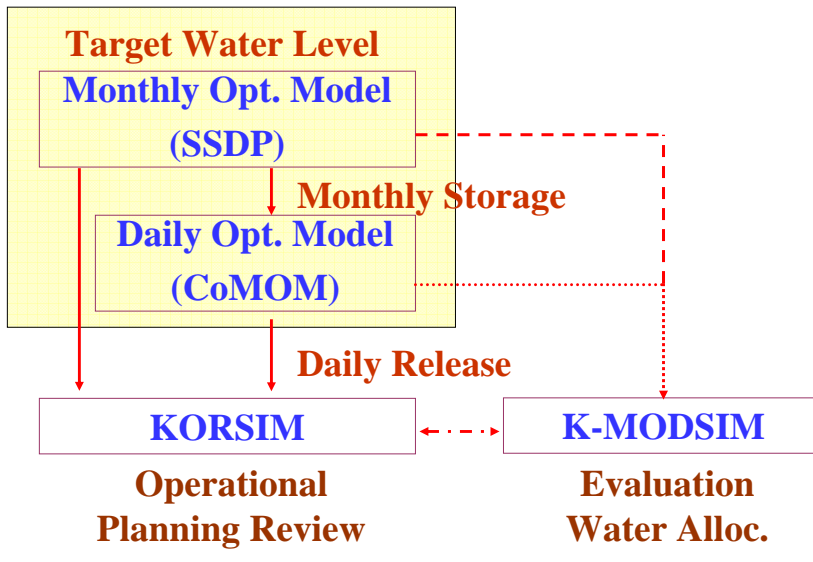 Target Water Level
Monthly Opt. Model
(SSDP)
Monthly Storage
Daily Opt. Model
(CoMOM)
Daily Release
KORSIM
K-MODSIM
Operational
Planning Review
Evaluation
Water Alloc.